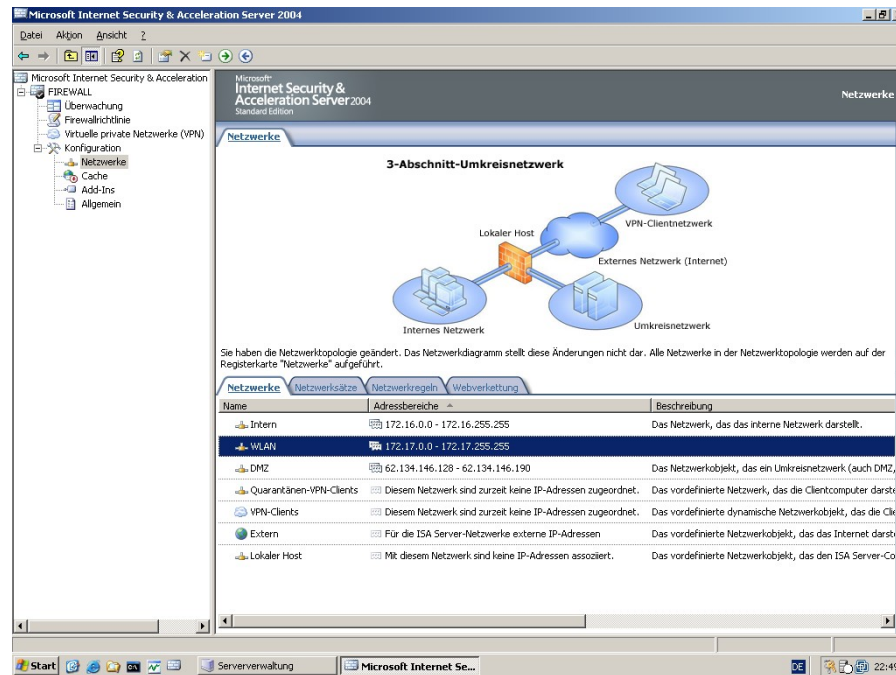 Microsoft Internet Security & Acceleration Server 2004
Datei Aktion Ansicht ?
Microsoft Internet Security & Acceleration
FIREWALL
Überwachung
Firewallrichtlinie
Virtuelle private Netzwerke (VPN)
Konfiguration
Netzwerke
Cache
Add-Ins
Allgemein
Microsoft
Internet Security &
Acceleration Server 2004
Standard Edition
Netzwerke
Netzwerke
3-Abschnitt-Umkreisnetzwerk
VPN-Clientnetzwerk
Lokaler Host
Externes Netzwerk (Internet)
Internes Netzwerk
Umkreisnetzwerk
Sie haben die Netzwerktopologie geändert. Das Netzwerkdiagramm stellt diese Änderungen nicht dar. Alle Netzwerke in der Netzwerktopologie werden auf der
Registerkarte "Netzwerke" aufgeführt.
Netzwerke Netzwerksätze Netzwerkregeln Webverkettung
Name Adressbereiche Beschreibung
Intern 172.16.0.0 - 172.16.255.255 Das Netzwerk, das das interne Netzwerk darstellt.
WLAN 172.17.0.0 - 172.17.255.255
DMZ 62.134.146.128 - 62.134.146.190 Das Netzwerkobjekt, das ein Umkreisnetzwerk (auch DMZ,
Quarantänen-VPN-Clients Diesem Netzwerk sind zurzeit keine IP-Adressen zugeordnet. Das vordefinierte Netzwerk, das die Clientcomputer darste
VPN-Clients Diesem Netzwerk sind zurzeit keine IP-Adressen zugeordnet. Das vordefinierte dynamische Netzwerkobjekt, das die Clie
Extern Für die ISA Server-Netzwerke externe IP-Adressen Das vordefinierte Netzwerkobjekt, das das Internet darst
Lokaler Host Mit diesem Netzwerk sind keine IP-Adressen assoziiert. Das vordefinierte Netzwerkobjekt, das den ISA Server-Co
Start Serververwaltung Microsoft Internet Se... DE 22:49